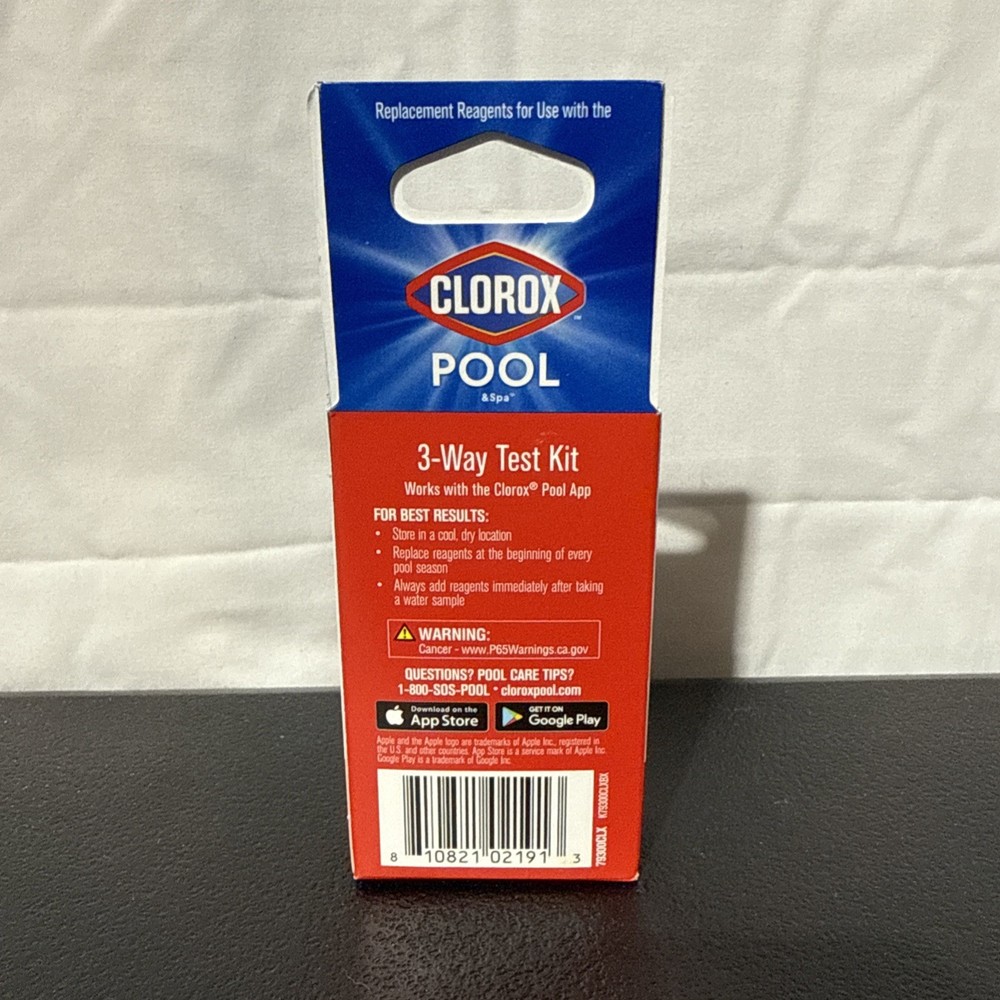 Replacement Reagents for Use with the
CLOROX™
POOL
&Spa™
3-Way Test Kit
Works with the Clorox® Pool App
FOR BEST RESULTS:
• Store in a cool, dry location
• Replace reagents at the beginning of every
pool season
• Always add reagents immediately after taking
a water sample
WARNING:
Cancer - www.P65Warnings.ca.gov
QUESTIONS? POOL CARE TIPS?
1-800-SOS-POOL • cloroxpool.com
Download on the
App Store
GET IT ON
Google Play
Apple and the Apple logo are trademarks of Apple Inc., registered in
the U.S. and other countries. App Store is a service mark of Apple Inc.
Google Play is a trademark of Google Inc.
8 10821 02191 3
79300CLX K79300CLXBX